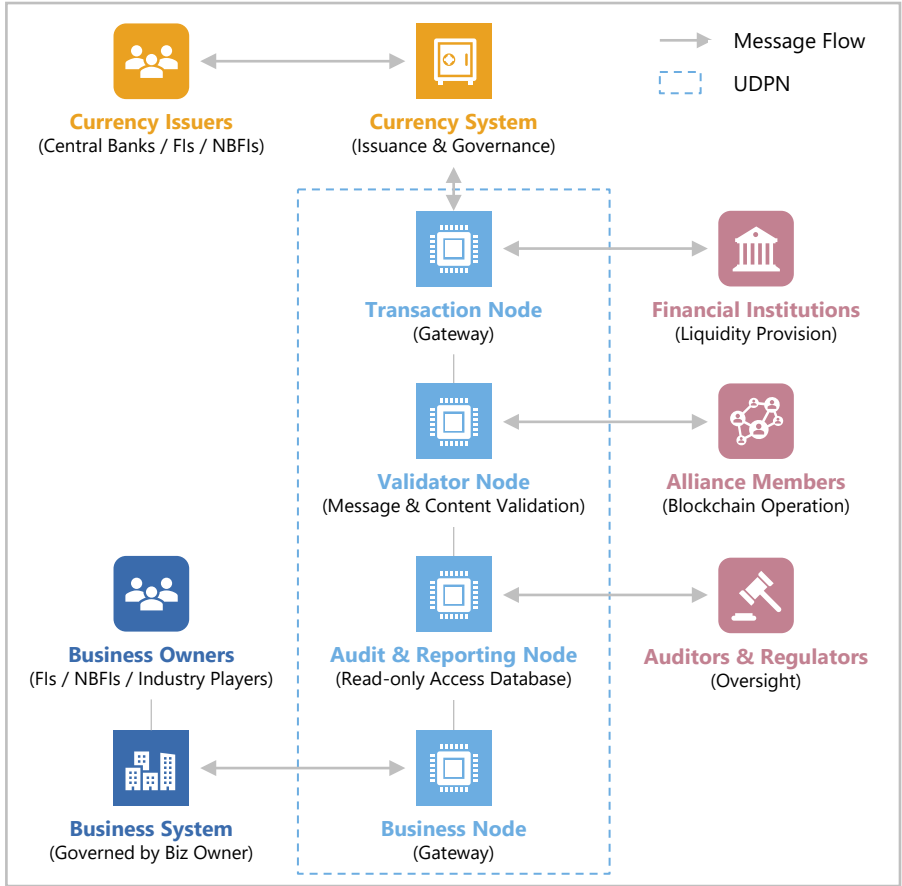 Message Flow
UDPN
Currency Issuers
(Central Banks / FIs / NBFIs)
Currency System
(Issuance & Governance)
Transaction Node
(Gateway)
Financial Institutions
(Liquidity Provision)
Validator Node
(Message & Content Validation)
Alliance Members
(Blockchain Operation)
Business Owners
(FIs / NBFIs / Industry Players)
Audit & Reporting Node
(Read-only Access Database)
Auditors & Regulators
(Oversight)
Business System
(Governed by Biz Owner)
Business Node
(Gateway)